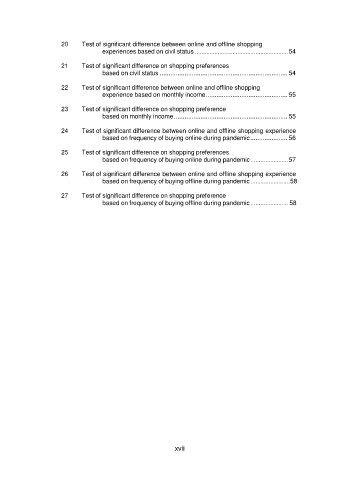 20 Test of significant difference between online and offline shopping
experiences based on civil status ................................................ 54
21 Test of significant difference on shopping preferences
based on civil status .................................................................. 54
22 Test of significant difference between online and offline shopping
experience based on monthly income.......................................... 55
23 Test of significant difference on shopping preference
based on monthly income........................................................... 55
24 Test of significant difference between online and offline shopping experience
based on frequency of buying online during pandemic................... 56
25 Test of significant difference on shopping preferences
based on frequency of buying online during pandemic ................... 57
26 Test of significant difference between online and offline shopping experience
based on frequency of buying offline during pandemic.....................58
27 Test of significant difference on shopping preference
based on frequency of buying offline during pandemic.................... 58
xvii